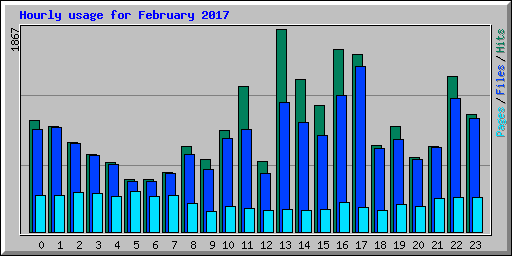 Hourly usage for February 2017
1867
Pages/Files/Hits
0 1 2 3 4 5 6 7 8 9 10 11 12 13 14 15 16 17 18 19 20 21 22 23